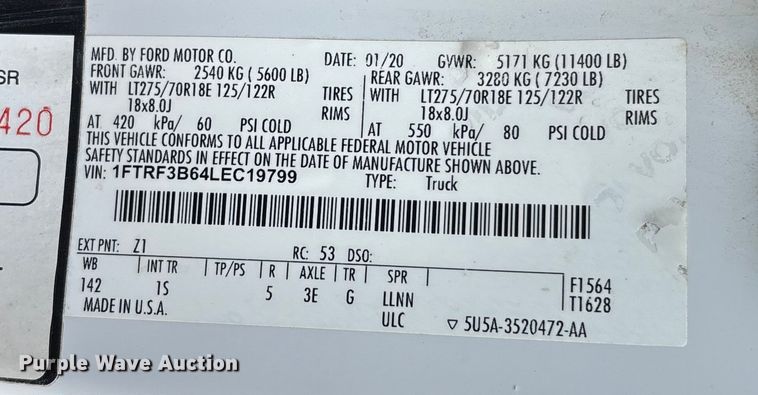 SR
420
MFD. BY FORD MOTOR CO. DATE: 01/20 GVWR: 5171 KG (11400 LB)
FRONT GAWR: 2540 KG ( 5600 LB) REAR GAWR: 3280 KG ( 7230 LB)
WITH LT275/70R18E 125/122R TIRES WITH LT275/70R18E 125/122R TIRES
18x8.0J RIMS 18x8.0J RIMS
AT 420 kPa/ 60 PSI COLD AT 550 kPa/ 80 PSI COLD
THIS VEHICLE CONFORMS TO ALL APPLICABLE FEDERAL MOTOR VEHICLE
SAFETY STANDARDS IN EFFECT ON THE DATE OF MANUFACTURE SHOWN ABOVE.
VIN: 1FTRF3B64LEC19799 TYPE: Truck
EXT PNT: Z1 RC: 53 DSO:
WB INT TR TP/PS R AXLE TR SPR F1564
142 1S 5 3E G LLNN T1628
MADE IN U.S.A. ULC ▽ 5U5A-3520472-AA
Purple Wave Auction